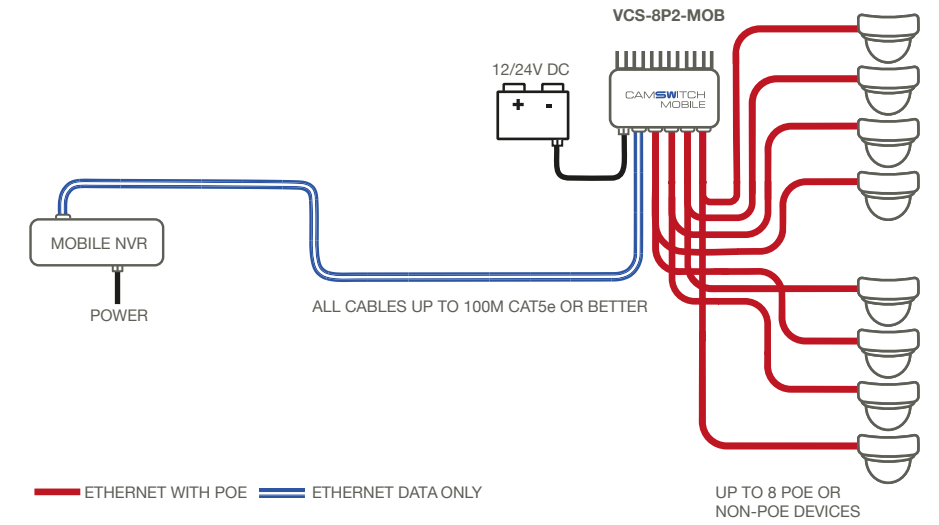 VCS-8P2-MOB
12/24V DC
+ -
CAMSWITCH
MOBILE
MOBILE NVR
POWER
ALL CABLES UP TO 100M CAT5e OR BETTER
ETHERNET WITH POE
ETHERNET DATA ONLY
UP TO 8 POE OR
NON-POE DEVICES